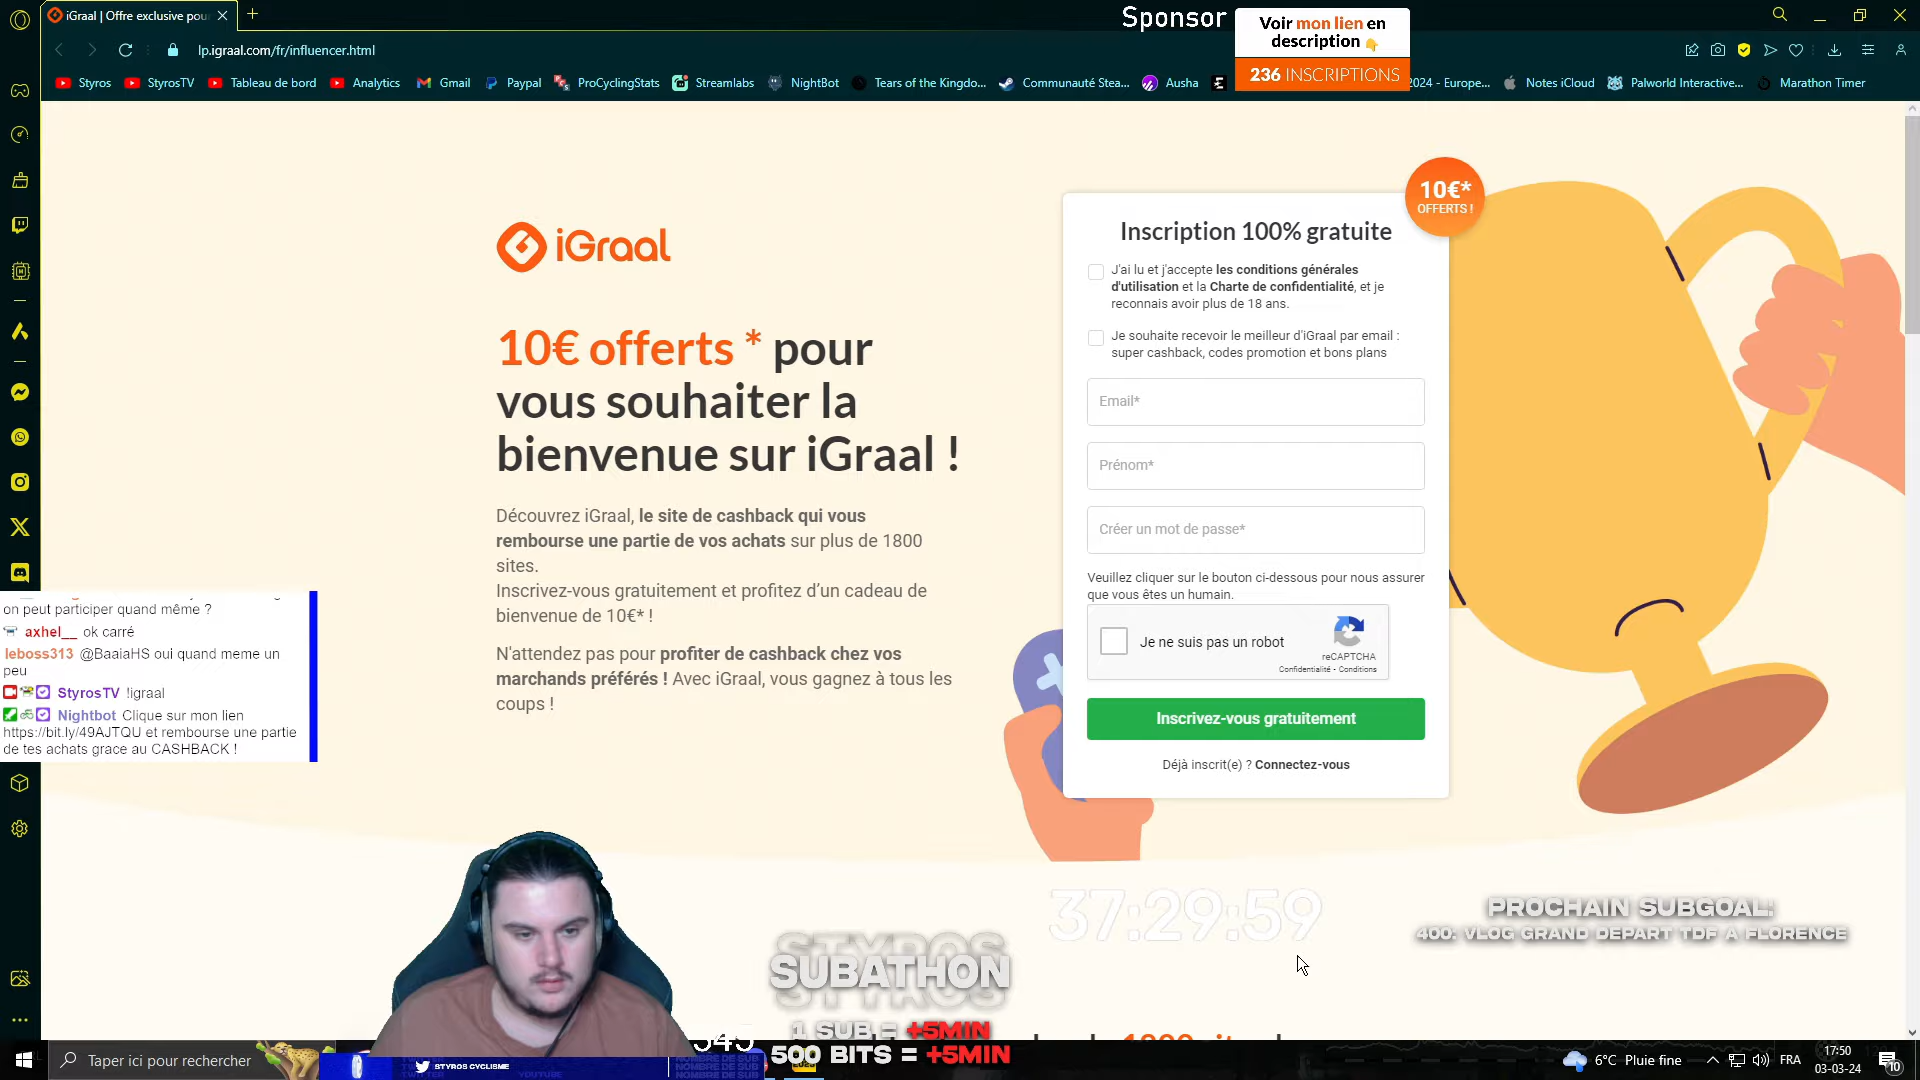 iGraal | Offre exclusive pou
Sponsor
Voir mon lien en
description
236 INSCRIPTIONS
lp.igraal.com/fr/influencer.html
Styros
StyrosTV
Tableau de bord
Analytics
Gmail
Paypal
ProCyclingStats
Streamlabs
NightBot
Tears of the Kingdo...
Communauté Stea...
Ausha
2024 - Europe...
Notes iCloud
Palworld Interactive...
Marathon Timer
iGraal
10€ offerts * pour
vous souhaiter la
bienvenue sur iGraal !
Découvrez iGraal, le site de cashback qui vous
rembourse une partie de vos achats sur plus de 1800
sites.
Inscrivez-vous gratuitement et profitez d’un cadeau de
bienvenue de 10€* !
N'attendez pas pour profiter de cashback chez vos
marchands préférés ! Avec iGraal, vous gagnez à tous les
coups !
10€*
OFFERTS !
Inscription 100% gratuite
J'ai lu et j'accepte les conditions générales
d'utilisation et la Charte de confidentialité, et je
reconnais avoir plus de 18 ans.
Je souhaite recevoir le meilleur d'iGraal par email :
super cashback, codes promotion et bons plans
Email*
Prénom*
Créer un mot de passe*
Veuillez cliquer sur le bouton ci-dessous pour nous assurer
que vous êtes un humain.
Je ne suis pas un robot
reCAPTCHA
Confidentialité - Conditions
Inscrivez-vous gratuitement
Déjà inscrit(e) ? Connectez-vous
on peut participer quand même ?
axhel__ ok carré
leboss313 @BaaiaHS oui quand meme un
peu
StyrosTV !igraal
Nightbot Clique sur mon lien
https://bit.ly/49AJTQU et rembourse une partie
de tes achats grace au CASHBACK !
37:29:59
PROCHAIN SUBGOAL:
400: VLOG GRAND DEPART TDF A FLORENCE
STYROS
SUBATHON
STYROS
1 SUB = +5MIN
500 BITS = +5MIN
345
Taper ici pour rechercher
STYROS CYCLISME
NOMBRE DE SUB
6°C Pluie fine
FRA
17:50
03-03-24
10